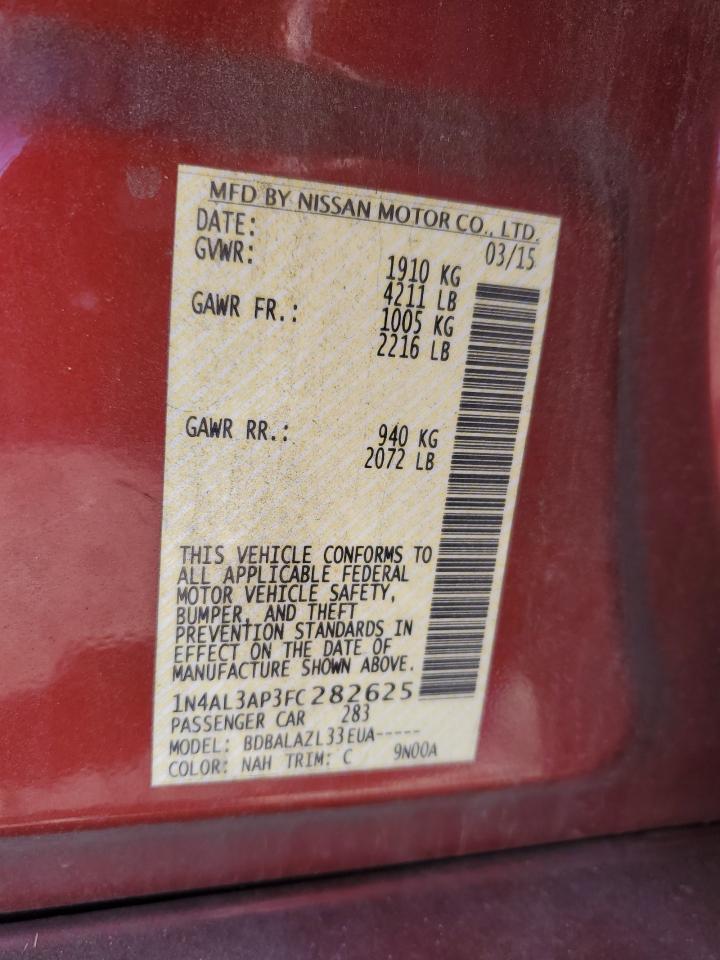 MFD BY NISSAN MOTOR CO., LTD.
DATE: 03/15
GVWR: 1910 KG
4211 LB
GAWR FR.: 1005 KG
2216 LB
GAWR RR.: 940 KG
2072 LB
THIS VEHICLE CONFORMS TO
ALL APPLICABLE FEDERAL
MOTOR VEHICLE SAFETY,
BUMPER, AND THEFT
PREVENTION STANDARDS IN
EFFECT ON THE DATE OF
MANUFACTURE SHOWN ABOVE.
1N4AL3AP3FC282625
PASSENGER CAR 283
MODEL: BDBALAZL33EUA-----
COLOR: NAH TRIM: C 9N00A